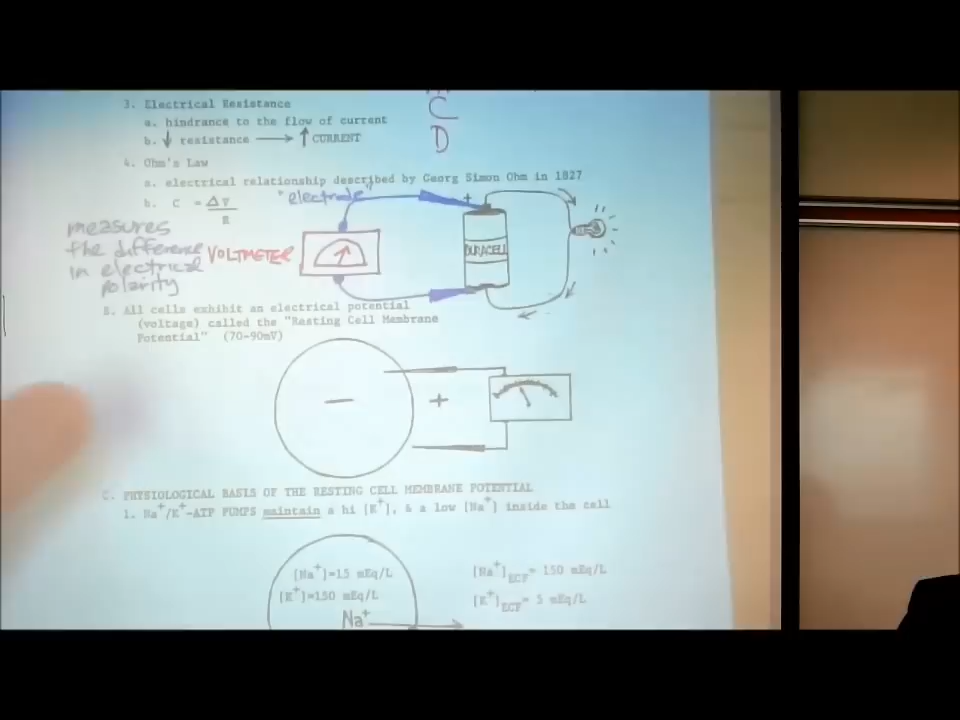 C
3. Electrical Resistance
a. hindrance to the flow of current
b. ↓ resistance → ↑ CURRENT
D
4. Ohm's Law
a. electrical relationship described by Georg Simon Ohm in 1827
"electrode"
b. C = ΔV/R
+
measures
the difference
in electrical
polarity
VOLTMETER
DURACELL
B. All cells exhibit an electrical potential
(voltage) called the "Resting Cell Membrane
Potential" (70-90mV)
− +
C. PHYSIOLOGICAL BASIS OF THE RESTING CELL MEMBRANE POTENTIAL
1. Na⁺/K⁺-ATP PUMPS maintain a hi [K⁺], & a low [Na⁺] inside the cell
[Na⁺]=15 mEq/L [Na⁺]ECF= 150 mEq/L
[K⁺]=150 mEq/L [K⁺]ECF= 5 mEq/L
Na⁺